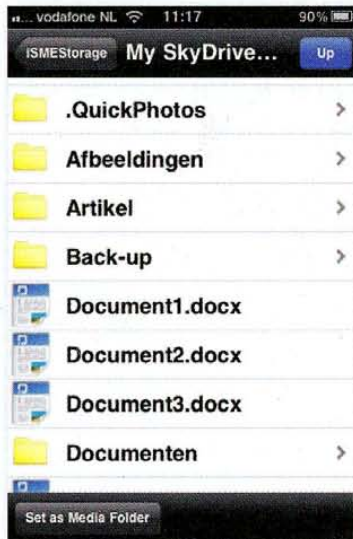 vodafone NL 11:17 90%
iSMEStorage My SkyDrive... Up
.QuickPhotos
Afbeeldingen
Artikel
Back-up
Document1.docx
Document2.docx
Document3.docx
Documenten
Set as Media Folder